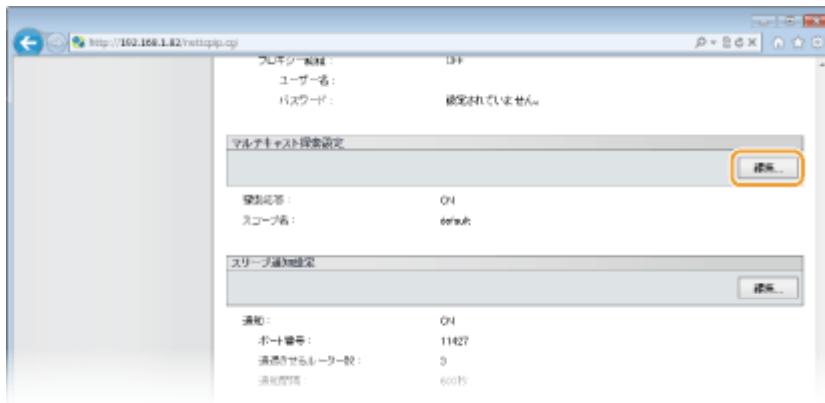 http://192.168.1.82/nettcpip.cgi
プロキシー認証： OFF
ユーザー名：
パスワード： 設定されていません。
マルチキャスト探索設定
編集...
探索応答： ON
スコープ名： default
スリープ通知設定
編集...
通知： ON
ポート番号： 11427
通過させるルーター数： 3
通知間隔： 600秒